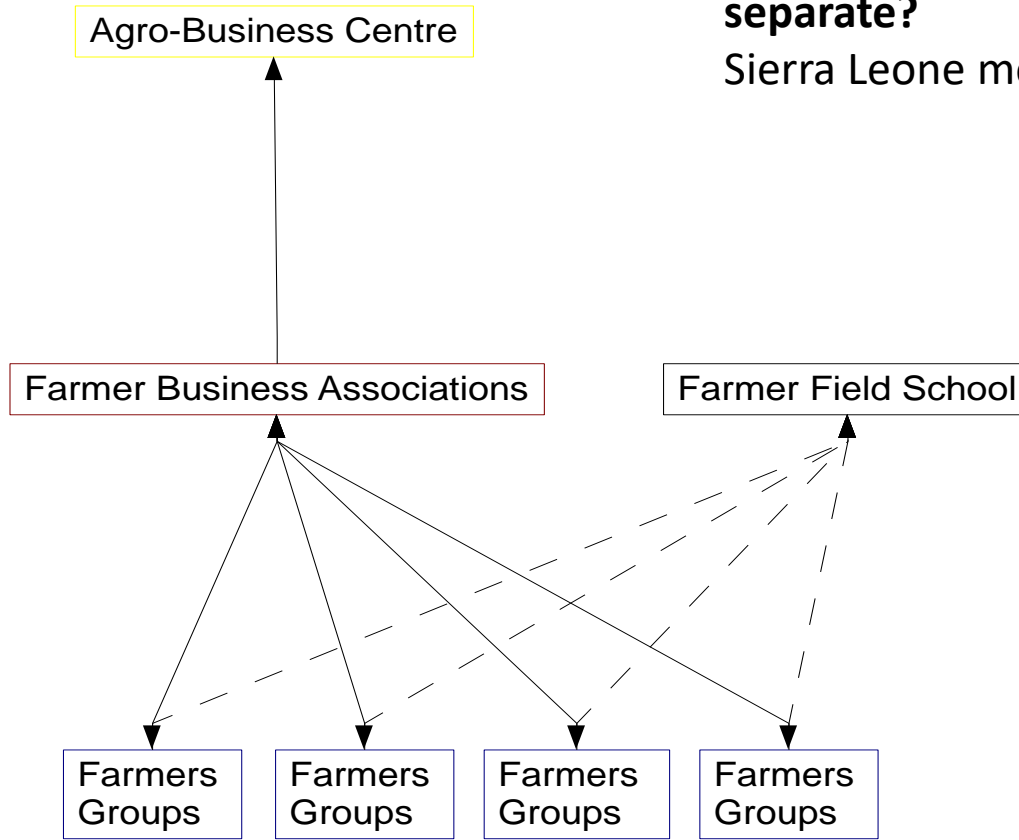 separate?
Sierra Leone
Agro-Business Centre
Farmer Business Associations
Farmer Field School
Farmers
Groups
Farmers
Groups
Farmers
Groups
Farmers
Groups